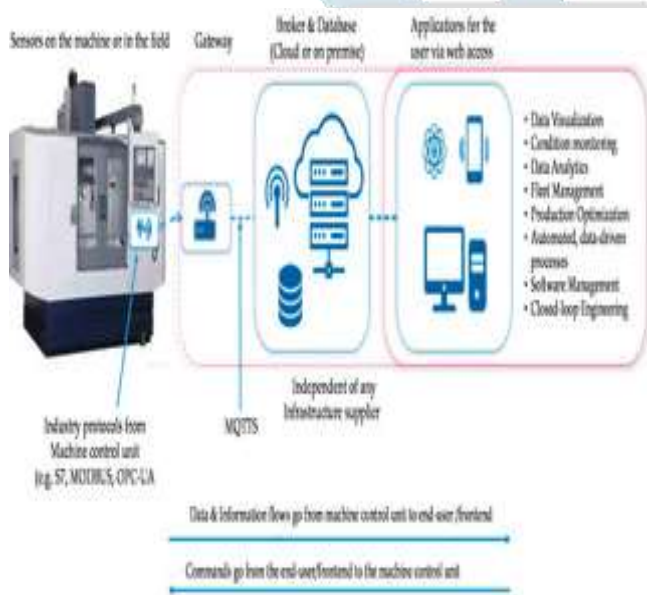 Sensors on the machine or in the field
Gateway
Broker & Database
(Cloud or on premise)
Applications for the
user via web access
• Data Visualization
• Condition monitoring
• Data Analytics
• Fleet Management
• Production Optimization
• Automated, data-driven
processes
• Software Management
• Closed-loop Engineering
Independent of any
Infrastructure supplier
MQTTS
Industry protocols from
Machine control unit
(e.g. S7, MODBUS, OPC-UA
Data & Information flows go from machine control unit to end-user /frontend
Commands go from the end-user/frontend to the machine control unit